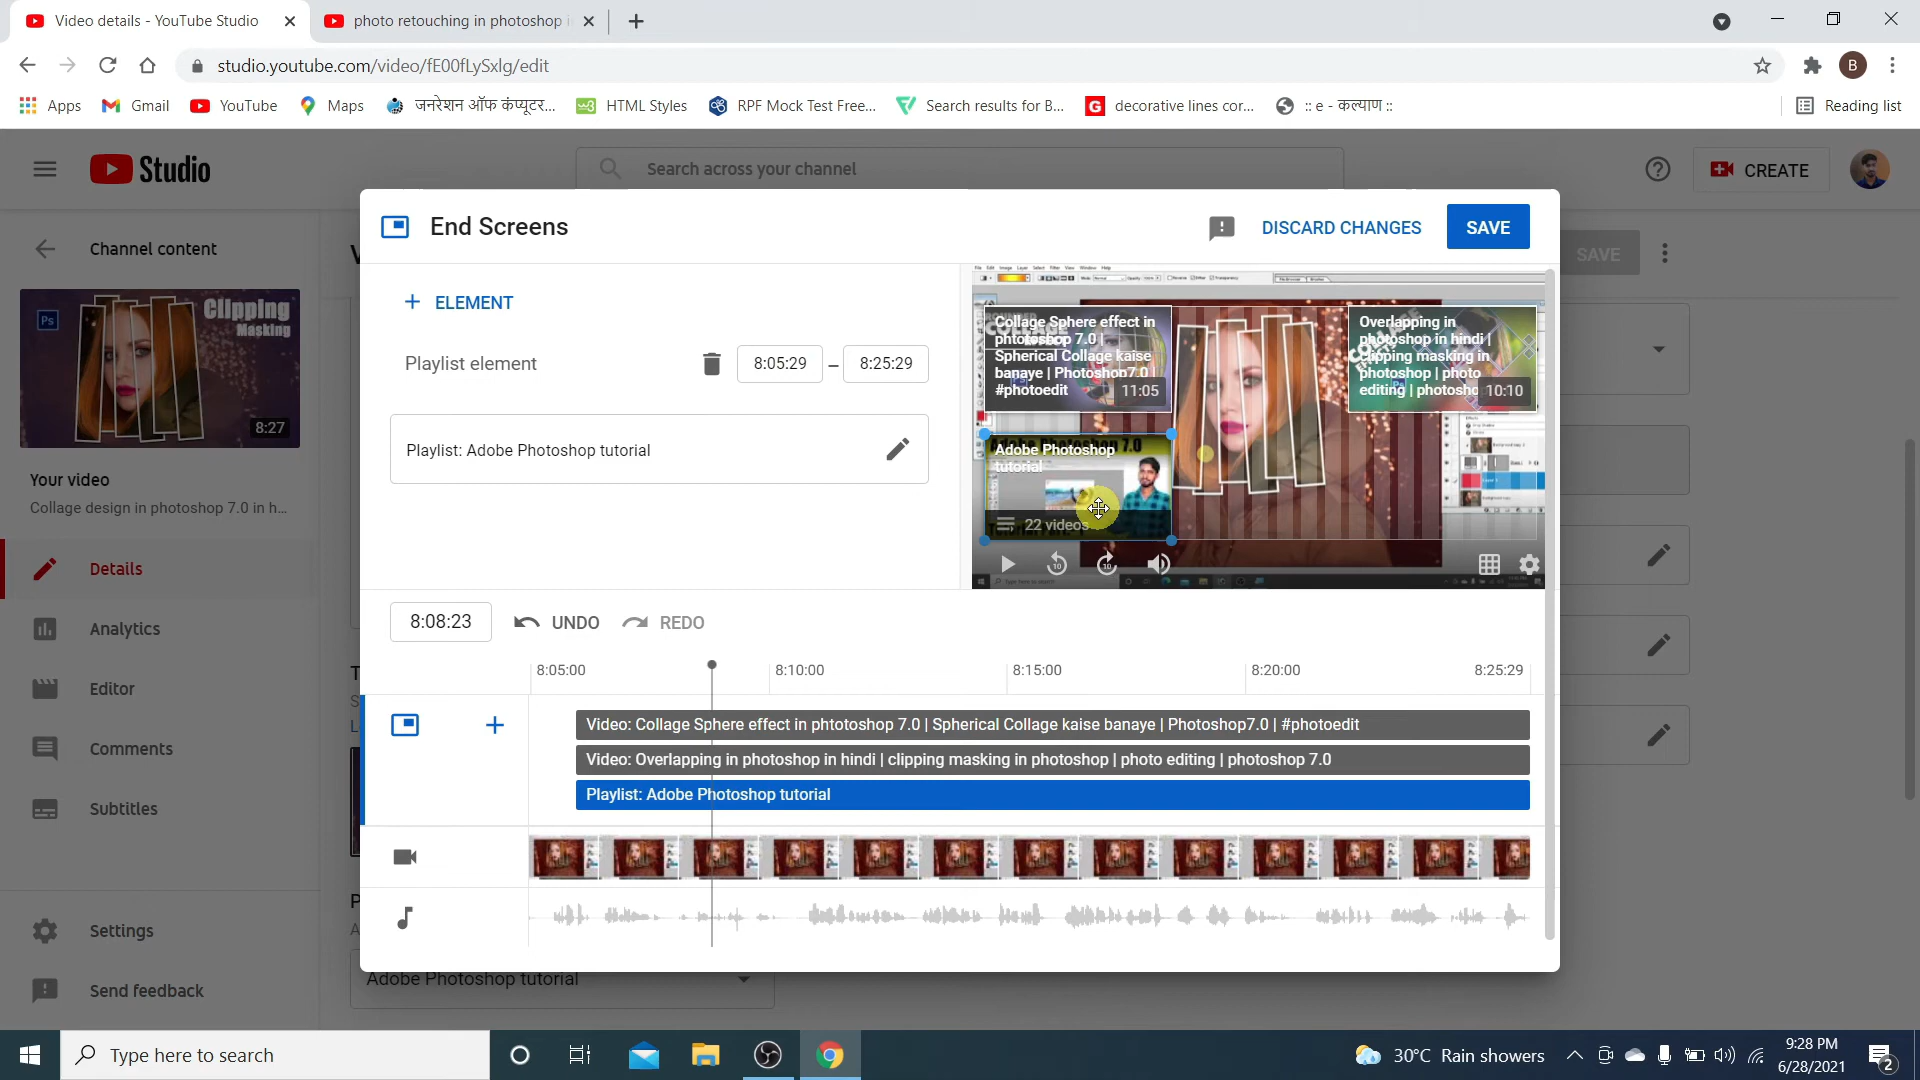 Video details - YouTube Studio
photo retouching in photoshop i
studio.youtube.com/video/fE00fLySxlg/edit
Apps
Gmail
YouTube
Maps
जनरेशन ऑफ कंप्यूटर...
HTML Styles
RPF Mock Test Free...
Search results for B...
decorative lines cor...
:: e - कल्याण ::
Reading list
Studio
Search across your channel
CREATE
B
End Screens
DISCARD CHANGES
SAVE
Channel content
SAVE
Ps
Clipping
Masking
8:27
Your video
Collage design in photoshop 7.0 in h...
Details
Analytics
Editor
Comments
Subtitles
Settings
Send feedback
ELEMENT
Playlist element
8:05:29
–
8:25:29
Playlist: Adobe Photoshop tutorial
Collage Sphere effect in
phtotoshop 7.0 |
Spherical Collage kaise
banaye | Photoshop7.0 |
#photoedit
11:05
Overlapping in
photoshop in hindi |
clipping masking in
photoshop | photo
editing | photosho
10:10
Adobe Photoshop 7.0
Adobe Photoshop
tutorial
22 videos
8:08:23
UNDO
REDO
8:05:00
8:10:00
8:15:00
8:20:00
8:25:29
Video: Collage Sphere effect in phtotoshop 7.0 | Spherical Collage kaise banaye | Photoshop7.0 | #photoedit
Video: Overlapping in photoshop in hindi | clipping masking in photoshop | photo editing | photoshop 7.0
Playlist: Adobe Photoshop tutorial
Adobe Photoshop tutorial
Type here to search
30°C Rain showers
9:28 PM
6/28/2021
2